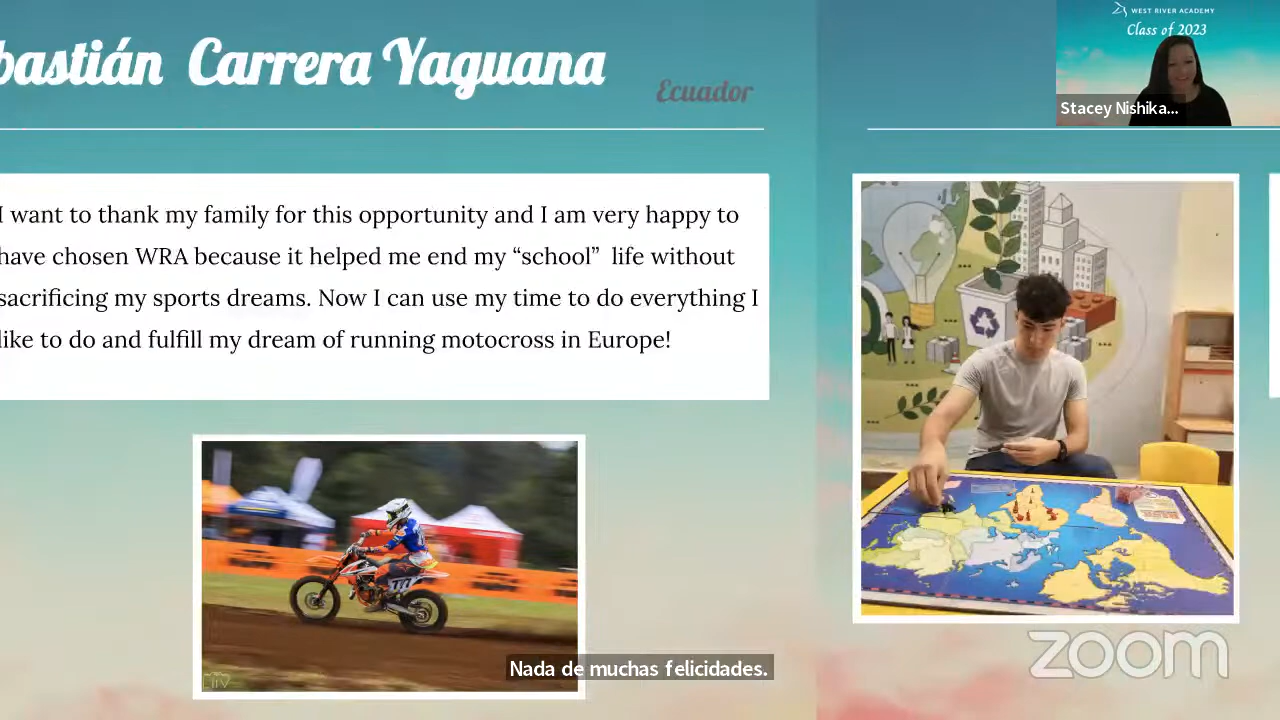 bastián Carrera Yaguana
Ecuador
WEST RIVER ACADEMY
Class of 2023
Stacey Nishika...
I want to thank my family for this opportunity and I am very happy to
have chosen WRA because it helped me end my “school” life without
sacrificing my sports dreams. Now I can use my time to do everything I
like to do and fulfill my dream of running motocross in Europe!
Nada de muchas felicidades.
zoom